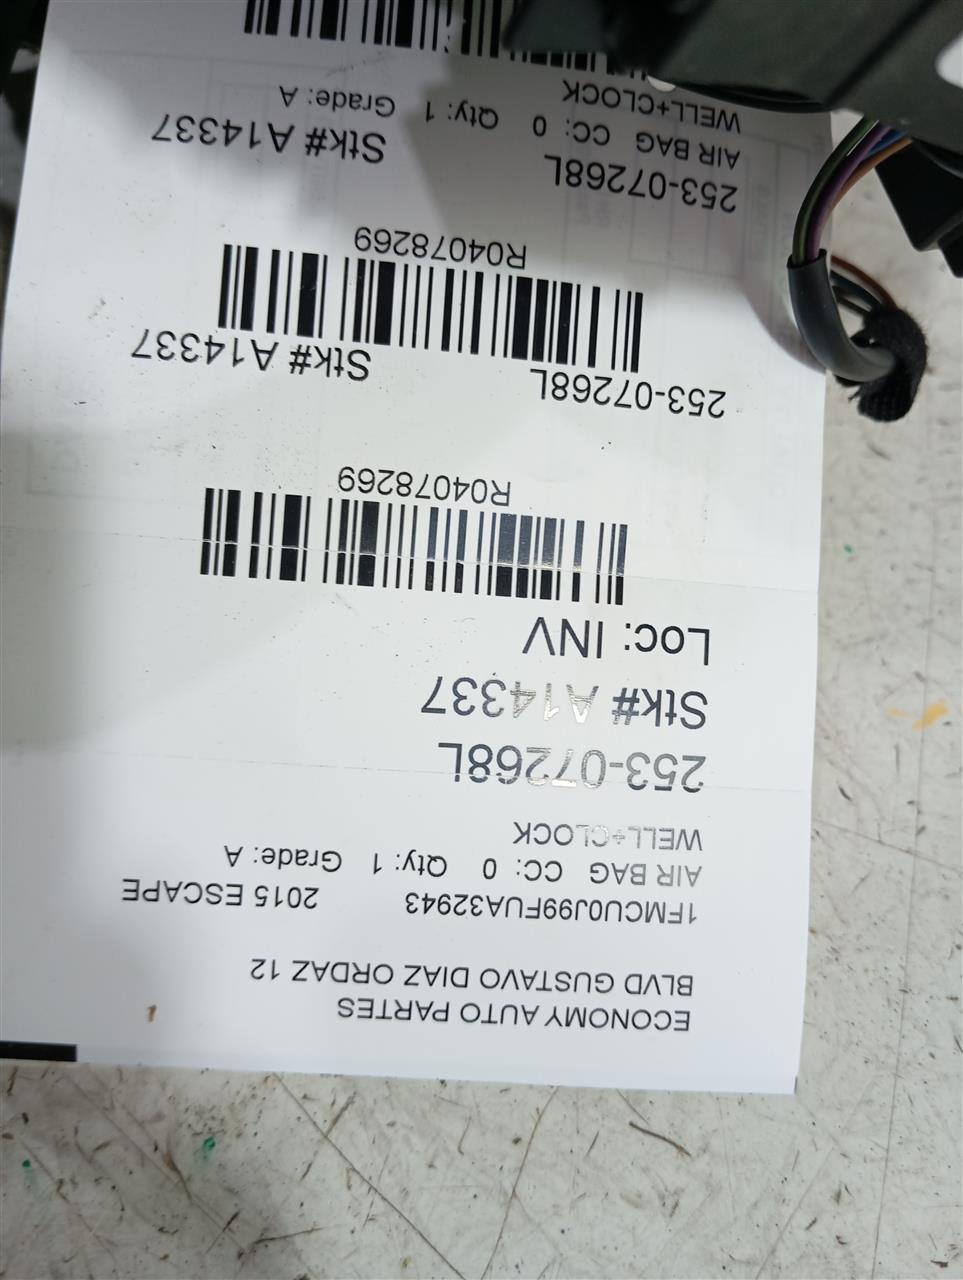 ECONOMY AUTO PARTES
BLVD GUSTAVO DIAZ ORDAZ 12
1FMCU0J99FUA32943 2015 ESCAPE
AIR BAG CC: 0 Qty: 1 Grade: A
WELL+CLOCK
253-07268L
Stk# A14337
Loc: INV
R04078269
253-07268L Stk# A14337
R04078269
253-07268L Stk# A14337
AIR BAG CC: 0 Qty: 1 Grade: A
WELL+CLOCK